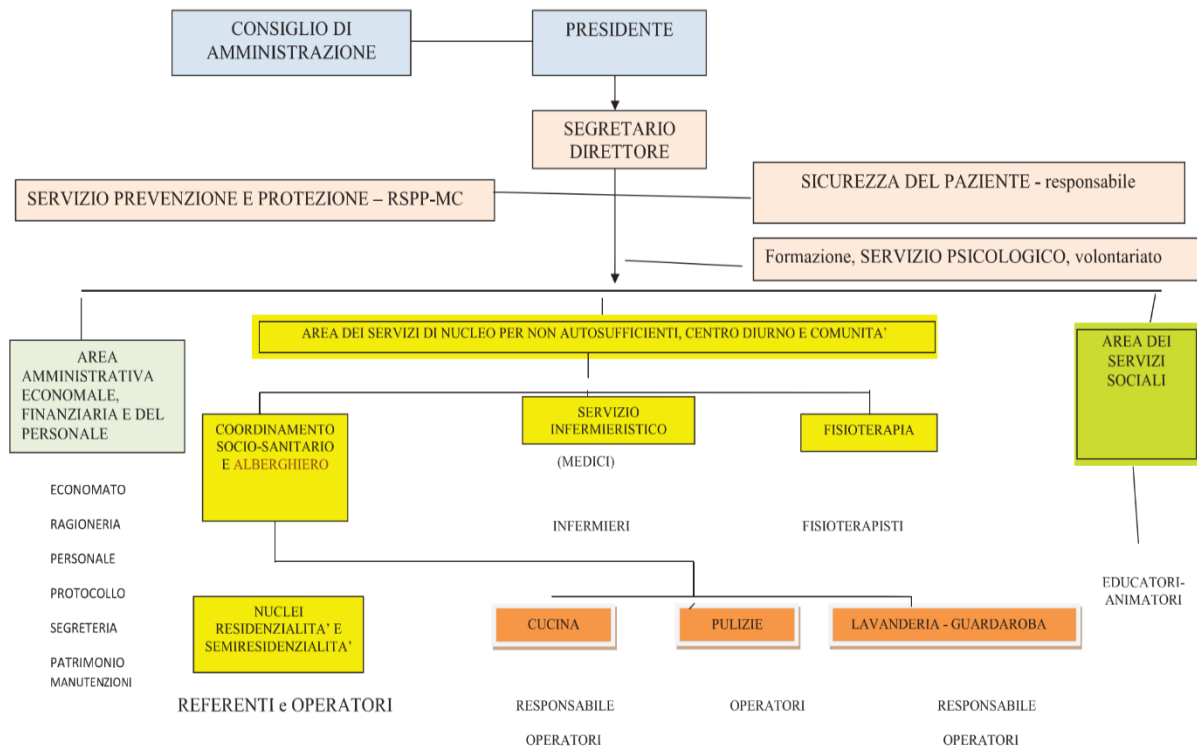 CONSIGLIO DI
AMMINISTRAZIONE
PRESIDENTE
SEGRETARIO
DIRETTORE
SERVIZIO PREVENZIONE E PROTEZIONE – RSPP-MC
SICUREZZA DEL PAZIENTE - responsabile
Formazione, SERVIZIO PSICOLOGICO, volontariato
AREA
AMMINISTRATIVA
ECONOMALE,
FINANZIARIA E DEL
PERSONALE
AREA DEI SERVIZI DI NUCLEO PER NON AUTOSUFFICIENTI, CENTRO DIURNO E COMUNITA’
AREA DEI
SERVIZI
SOCIALI
COORDINAMENTO
SOCIO-SANITARIO
E ALBERGHIERO
SERVIZIO
INFERMIERISTICO
FISIOTERAPIA
(MEDICI)
ECONOMATO
RAGIONERIA
PERSONALE
PROTOCOLLO
SEGRETERIA
PATRIMONIO
MANUTENZIONI
INFERMIERI
FISIOTERAPISTI
EDUCATORI-
ANIMATORI
NUCLEI
RESIDENZIALITA’ E
SEMIRESIDENZIALITA’
CUCINA
PULIZIE
LAVANDERIA - GUARDAROBA
REFERENTI e OPERATORI
RESPONSABILE
OPERATORI
OPERATORI
RESPONSABILE
OPERATORI